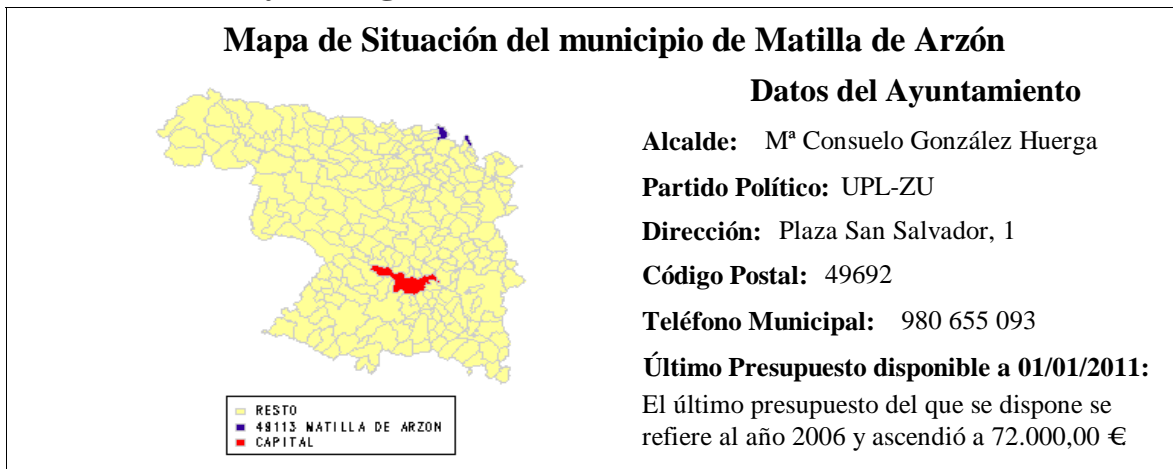 Mapa de Situación del municipio de Matilla de Arzón
Datos del Ayuntamiento
Alcalde: Mª Consuelo González Huerga
Partido Político: UPL-ZU
Dirección: Plaza San Salvador, 1
Código Postal: 49692
Teléfono Municipal: 980 655 093
Último Presupuesto disponible a 01/01/2011:
El último presupuesto del que se dispone se
refiere al año 2006 y ascendió a 72.000,00 €
RESTO
49113 MATILLA DE ARZON
CAPITAL